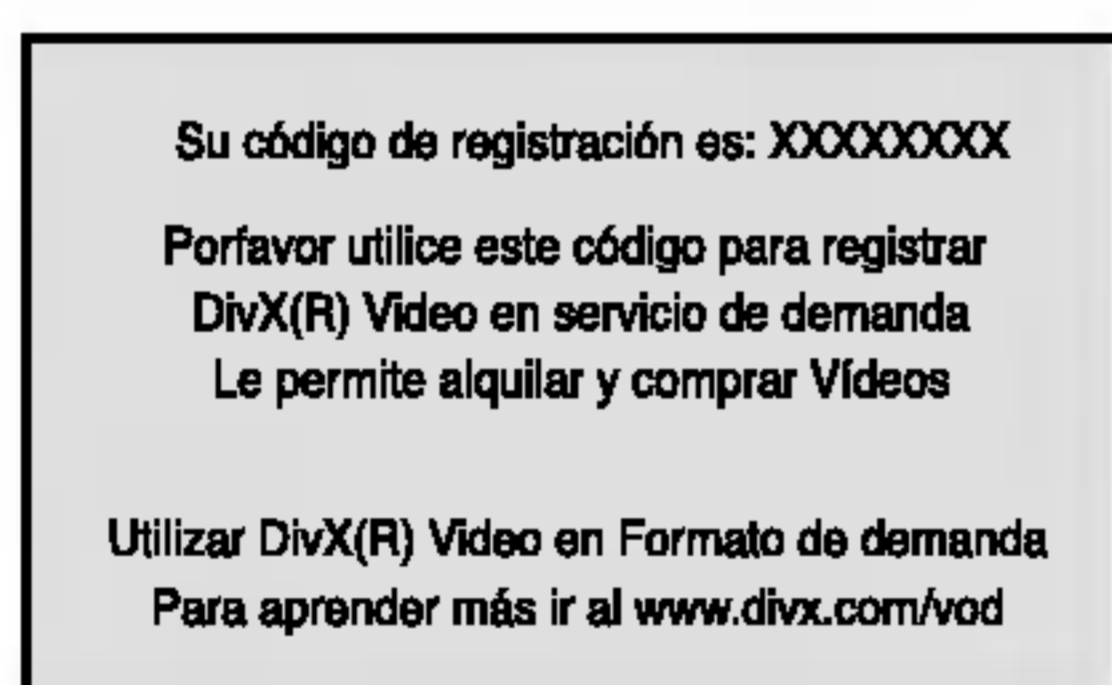 Su código de registración es: XXXXXXXX
Porfavor utilice este código para registrar
DivX(R) Video en servicio de demanda
Le permite alquilar y comprar Vídeos
Utilizar DivX(R) Video en Formato de demanda
Para aprender más ir al www.divx.com/vod